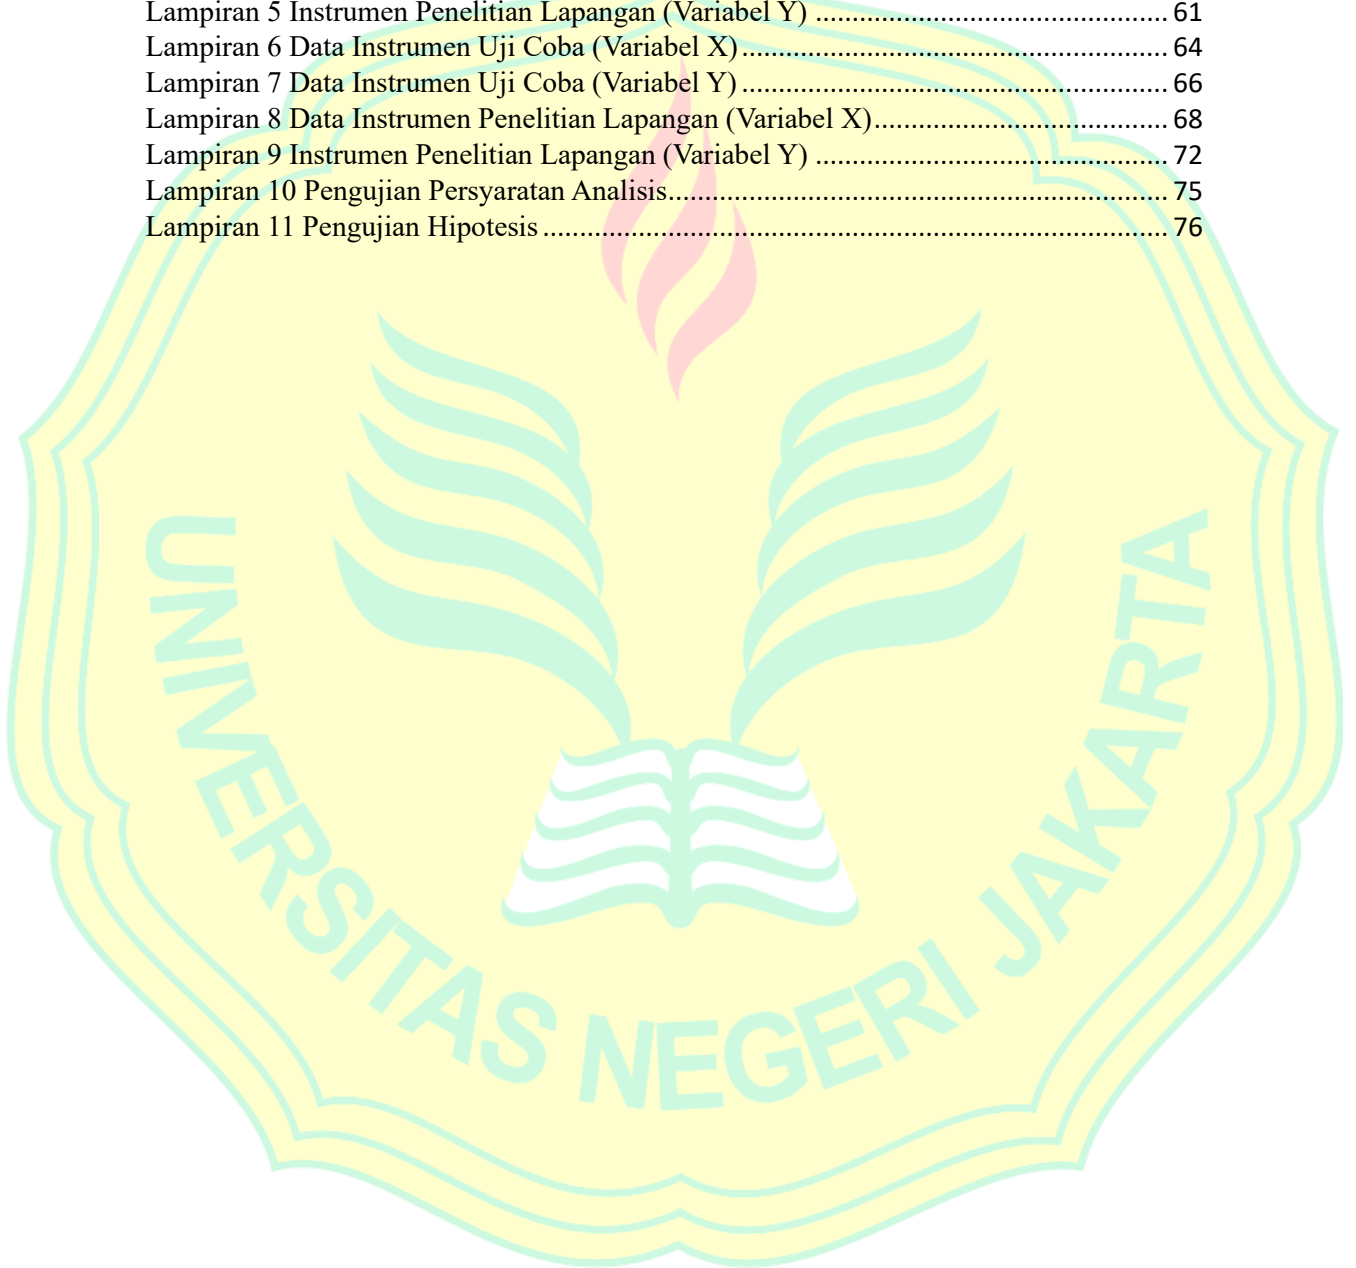 Lampiran 5 Instrumen Penelitian Lapangan (Variabel Y) ........................................................ 61
Lampiran 6 Data Instrumen Uji Coba (Variabel X) ................................................................... 64
Lampiran 7 Data Instrumen Uji Coba (Variabel Y) ................................................................... 66
Lampiran 8 Data Instrumen Penelitian Lapangan (Variabel X)............................................... 68
Lampiran 9 Instrumen Penelitian Lapangan (Variabel Y) ........................................................ 72
Lampiran 10 Pengujian Persyaratan Analisis............................................................................... 75
Lampiran 11 Pengujian Hipotesis .................................................................................................... 76
UNIVERSITAS NEGERI JAKARTA